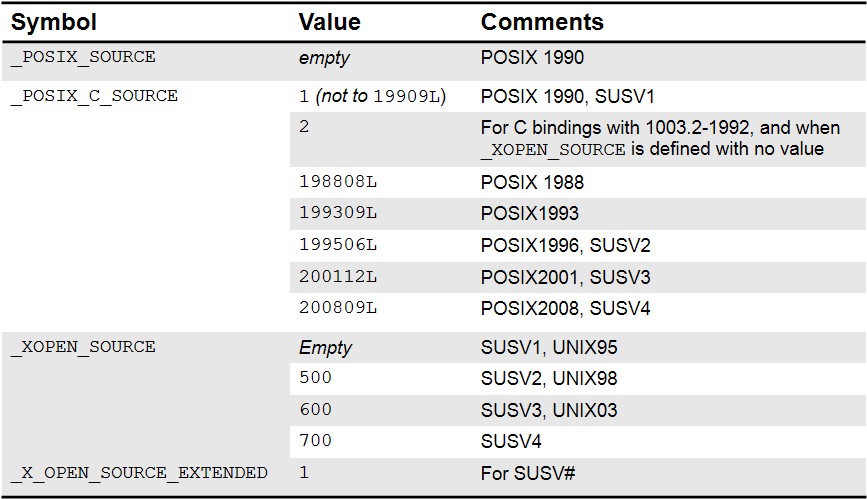 Symbol Value Comments
_POSIX_SOURCE empty POSIX 1990
_POSIX_C_SOURCE 1 (not to 19909L) POSIX 1990, SUSV1
2 For C bindings with 1003.2-1992, and when
_XOPEN_SOURCE is defined with no value
198808L POSIX 1988
199309L POSIX1993
199506L POSIX1996, SUSV2
200112L POSIX2001, SUSV3
200809L POSIX2008, SUSV4
_XOPEN_SOURCE Empty SUSV1, UNIX95
500 SUSV2, UNIX98
600 SUSV3, UNIX03
700 SUSV4
_X_OPEN_SOURCE_EXTENDED 1 For SUSV#